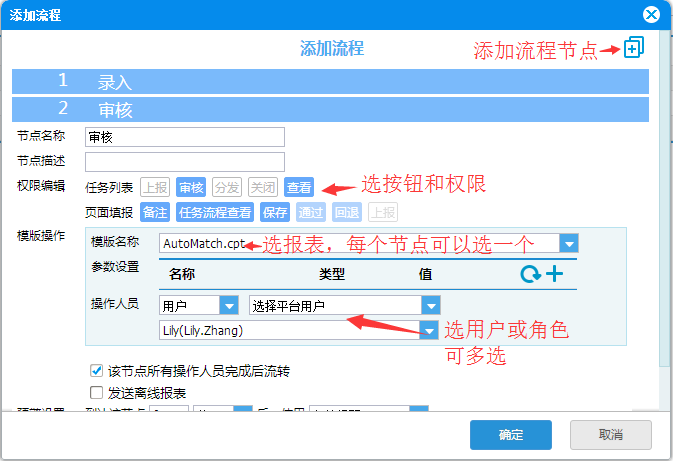 添加流程
添加流程
添加流程节点
1 录入
2 审核
节点名称 审核
节点描述
权限编辑 任务列表 上报 审核 分发 关闭 查看
选按钮和权限
页面填报 备注 任务流程查看 保存 通过 回退 上报
模版操作 模版名称 AutoMatch.cpt
选报表，每个节点可以选一个
参数设置 名称 类型 值
操作人员 用户 选择平台用户
Lily(Lily.Zhang)
选用户或角色
可多选
该节点所有操作人员完成后流转
发送离线报表
确定 取消